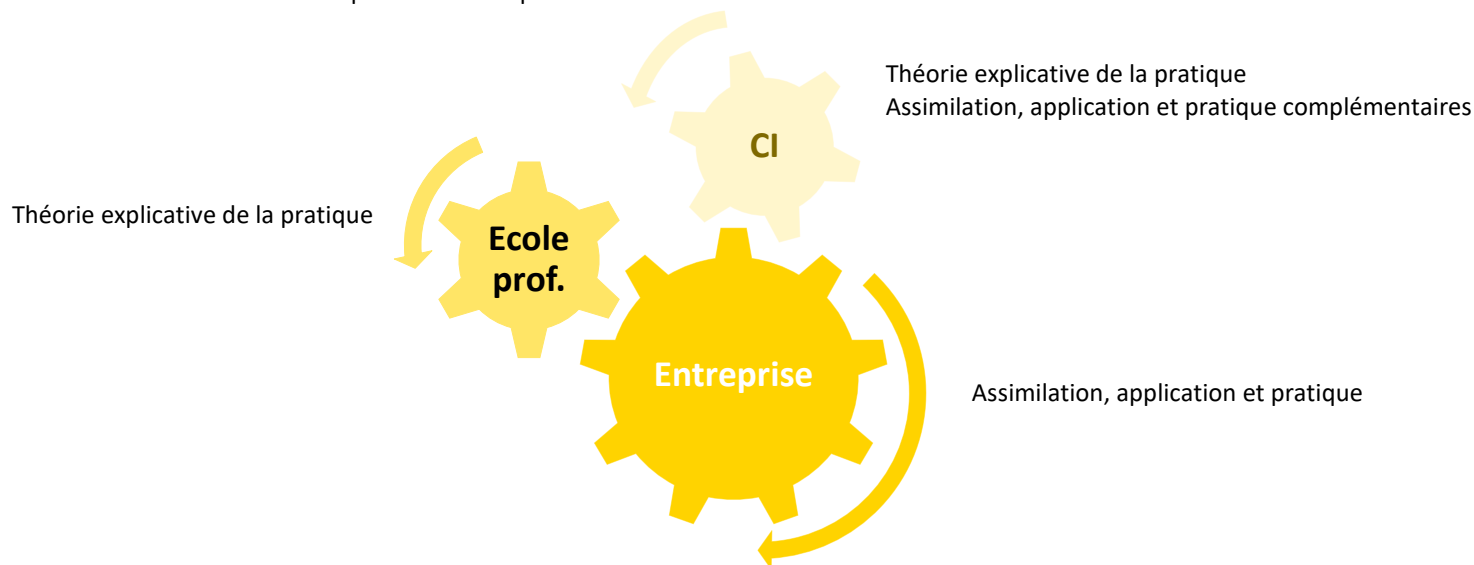 Théorie explicative de la pratique
Assimilation, application et pratique complémentaires
CI
Théorie explicative de la pratique
Ecole
prof.
Entreprise
Assimilation, application et pratique